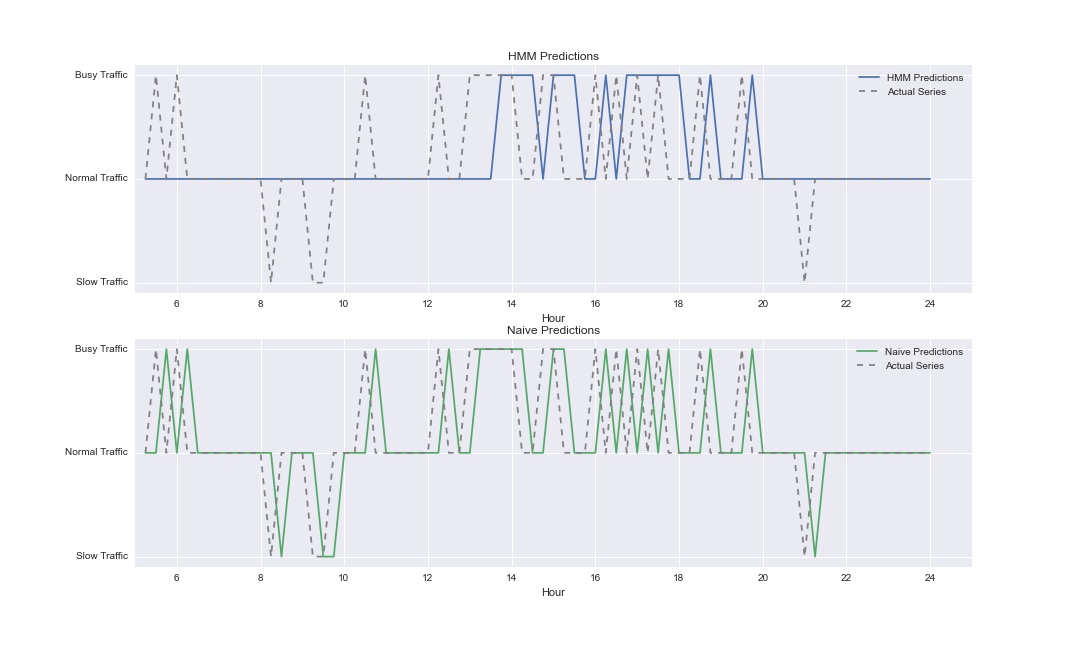 HMM Predictions
Busy Traffic
Normal Traffic
Slow Traffic
HMM Predictions
Actual Series
6 8 10 12 14 16 18 20 22 24
Hour
Naive Predictions
Busy Traffic
Normal Traffic
Slow Traffic
Naive Predictions
Actual Series
6 8 10 12 14 16 18 20 22 24
Hour